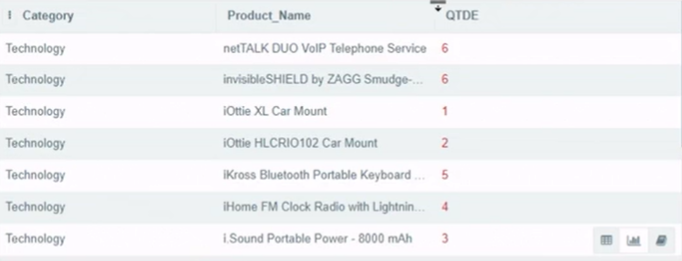 Category Product_Name QTDE
Technology netTALK DUO VoIP Telephone Service 6
Technology invisibleSHIELD by ZAGG Smudge-... 6
Technology iOttie XL Car Mount 1
Technology iOttie HLCRIO102 Car Mount 2
Technology iKross Bluetooth Portable Keyboard ... 5
Technology iHome FM Clock Radio with Lightnin... 4
Technology i.Sound Portable Power - 8000 mAh 3